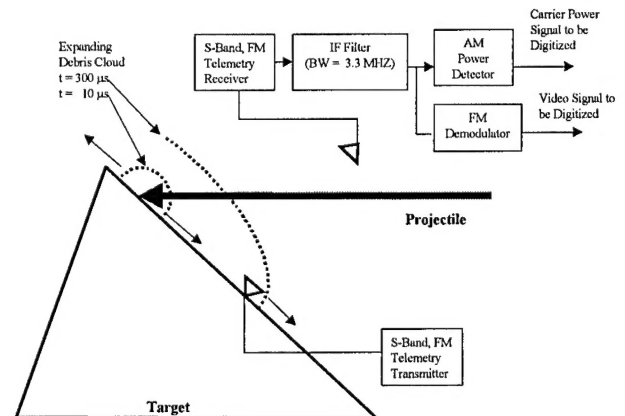 Expanding
Debris Cloud
t = 300 µs
t = 10 µs
S-Band, FM
Telemetry
Receiver
IF Filter
(BW = 3.3 MHZ)
AM
Power
Detector
Carrier Power
Signal to be
Digitized
FM
Demodulator
Video Signal to
be Digitized
Projectile
S-Band, FM
Telemetry
Transmitter
Target